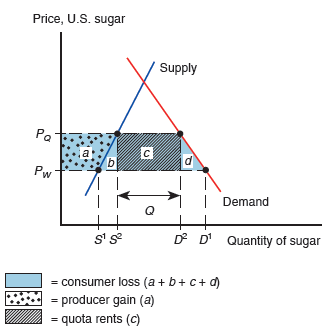 Price, U.S. sugar
Supply
P_Q
a
b
c
d
P_W
Demand
Q
S¹ S² D² D¹ Quantity of sugar
= consumer loss (a + b + c + d)
= producer gain (a)
= quota rents (c)